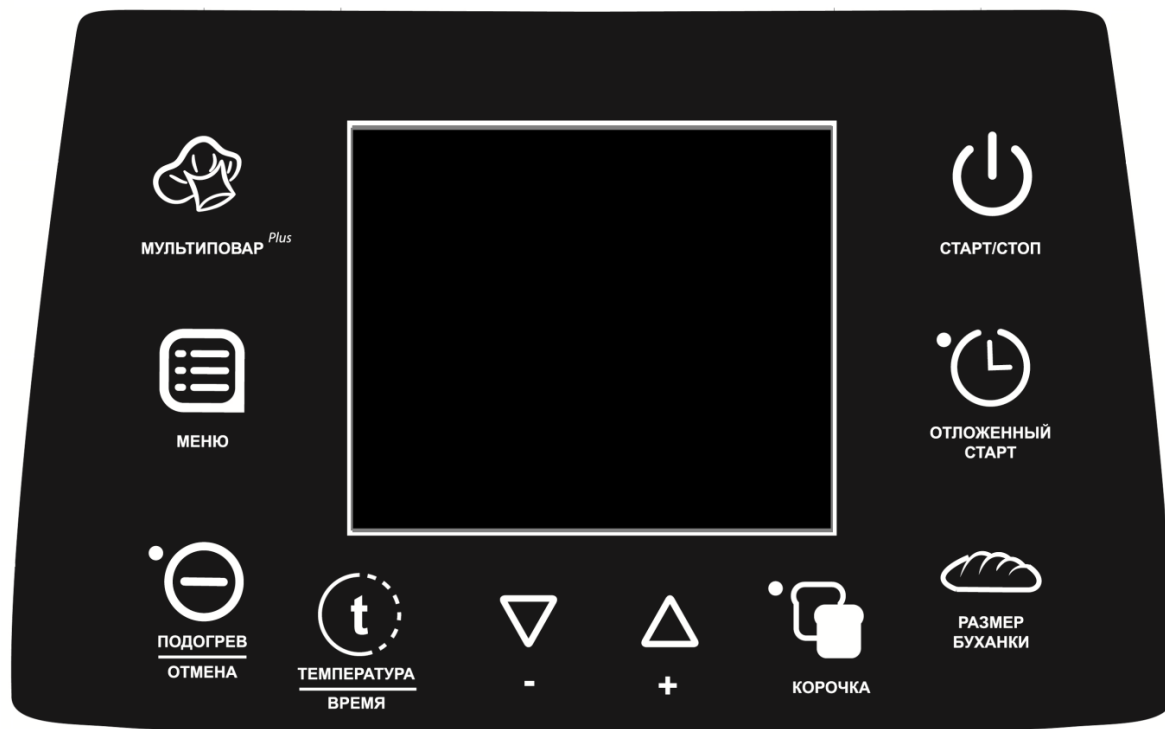 МУЛЬТИПОВАР Plus
СТАРТ/СТОП
МЕНЮ
ОТЛОЖЕННЫЙ
СТАРТ
ПОДОГРЕВ
ОТМЕНА
t
ТЕМПЕРАТУРА
ВРЕМЯ
-
+
КОРОЧКА
РАЗМЕР
БУХАНКИ